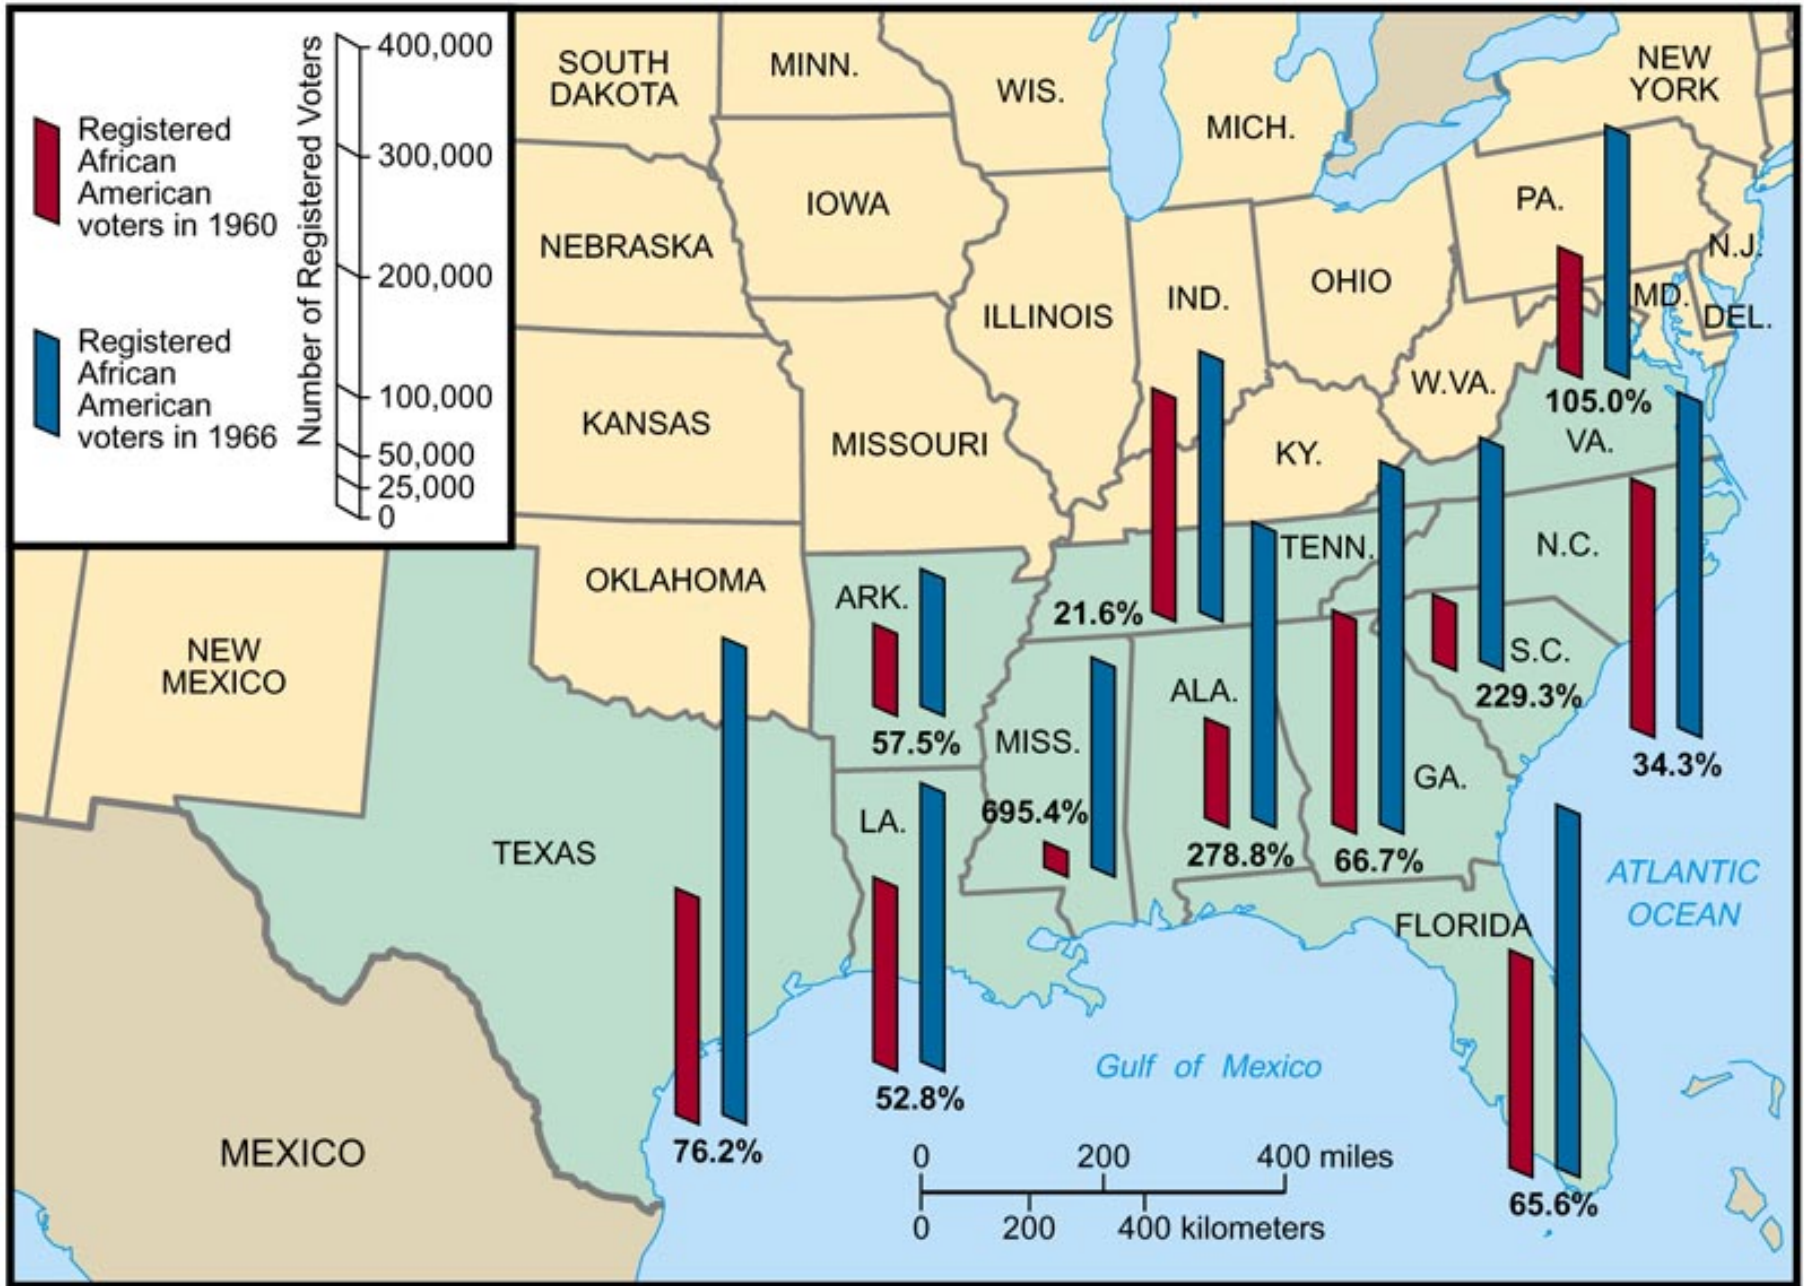 Registered
African
American
voters in 1960
Registered
African
American
voters in 1966
Number of Registered Voters
400,000
300,000
200,000
100,000
50,000
25,000
0
SOUTH
DAKOTA
MINN.
WIS.
MICH.
NEW
YORK
IOWA
PA.
NEBRASKA
N.J.
ILLINOIS
IND.
OHIO
MD.
DEL.
KANSAS
MISSOURI
W.VA.
KY.
105.0%
VA.
OKLAHOMA
ARK.
TENN.
N.C.
21.6%
NEW
MEXICO
S.C.
229.3%
57.5%
MISS.
ALA.
34.3%
695.4%
GA.
LA.
278.8%
66.7%
TEXAS
ATLANTIC
OCEAN
FLORIDA
Gulf of Mexico
52.8%
MEXICO
76.2%
65.6%
0
200
400 miles
0
200
400 kilometers